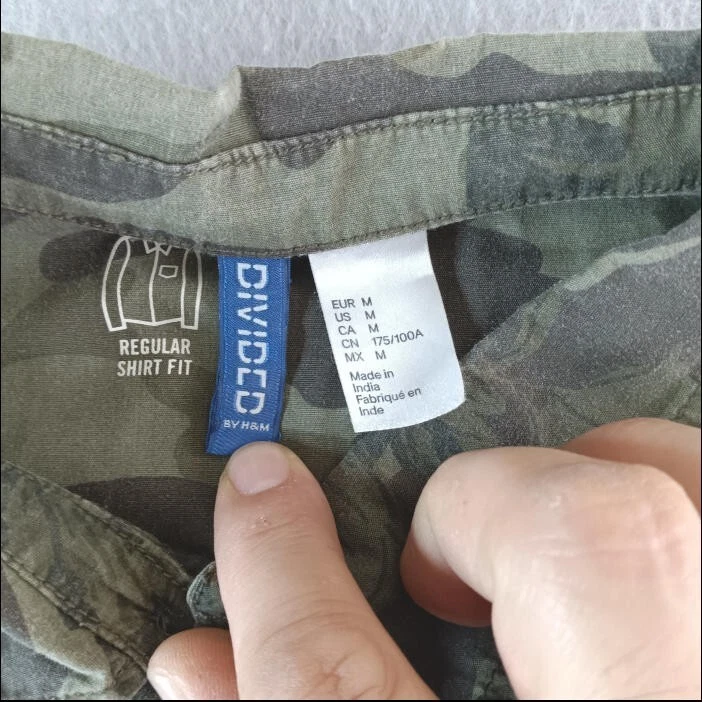 REGULAR
SHIRT FIT
DIVIDED
BY H&M
EUR M
US M
CA M
CN 175/100A
MX M
Made in
India
Fabriqué en
Inde